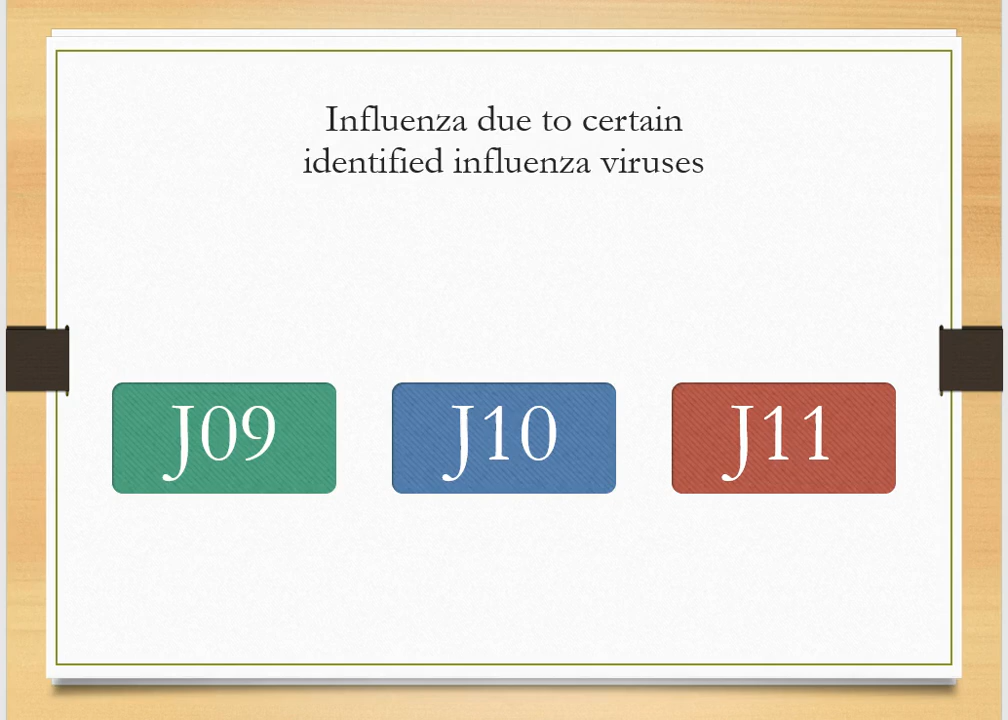 Influenza due to certain
identified influenza viruses
J09 J10 J11